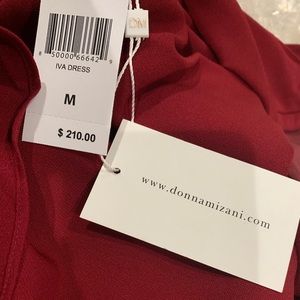 8 50000 66642 9
IVA DRESS
M
$ 210.00
DM
www.donnamizani.com